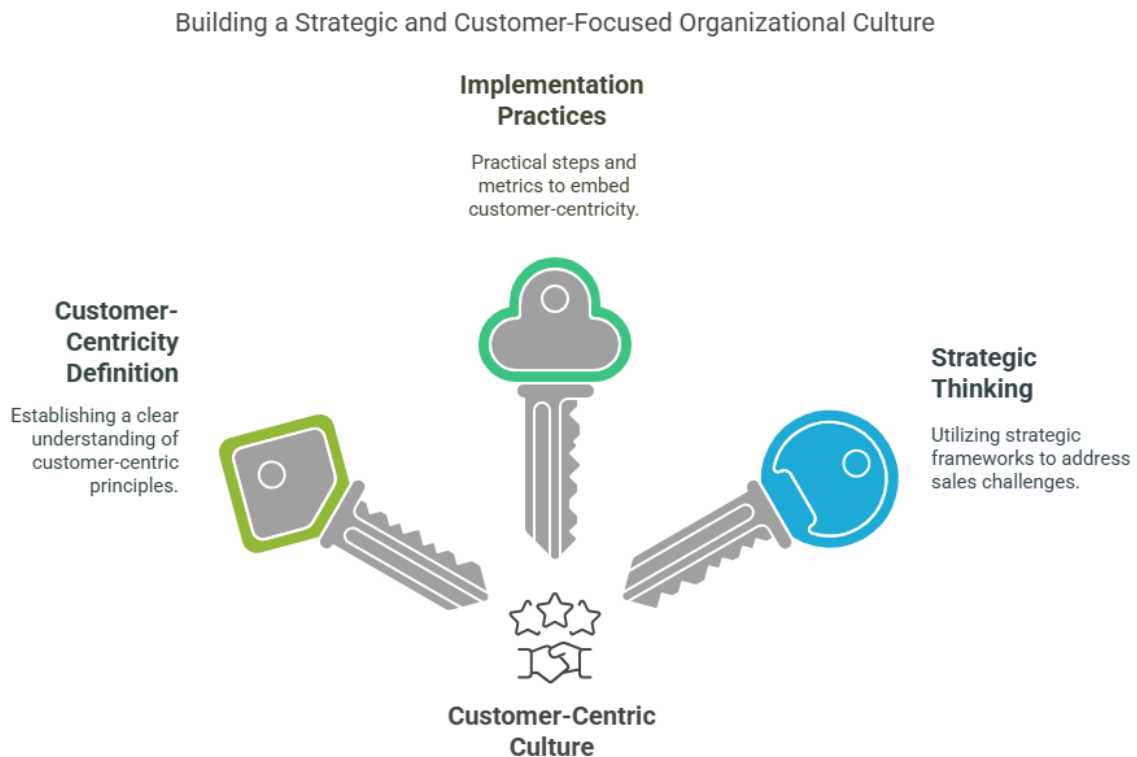 Building a Strategic and Customer-Focused Organizational Culture
Implementation
Practices
Practical steps and
metrics to embed
customer-centricity.
Customer-
Centricity
Definition
Establishing a clear
understanding of
customer-centric
principles.
Strategic
Thinking
Utilizing strategic
frameworks to address
sales challenges.
Customer-Centric
Culture